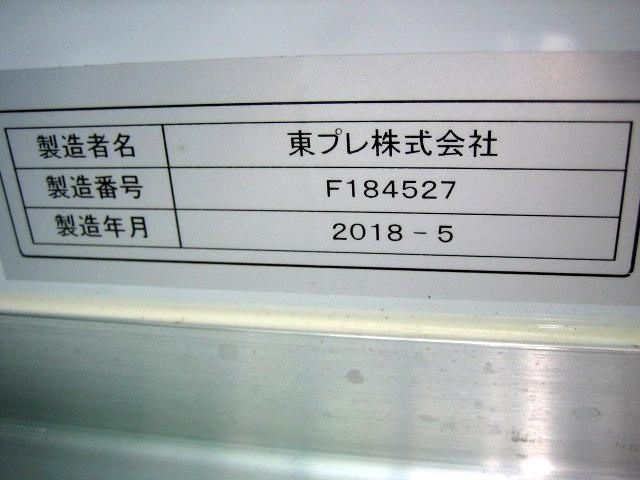 製造者名 東プレ株式会社
製造番号 F184527
製造年月 2018-5